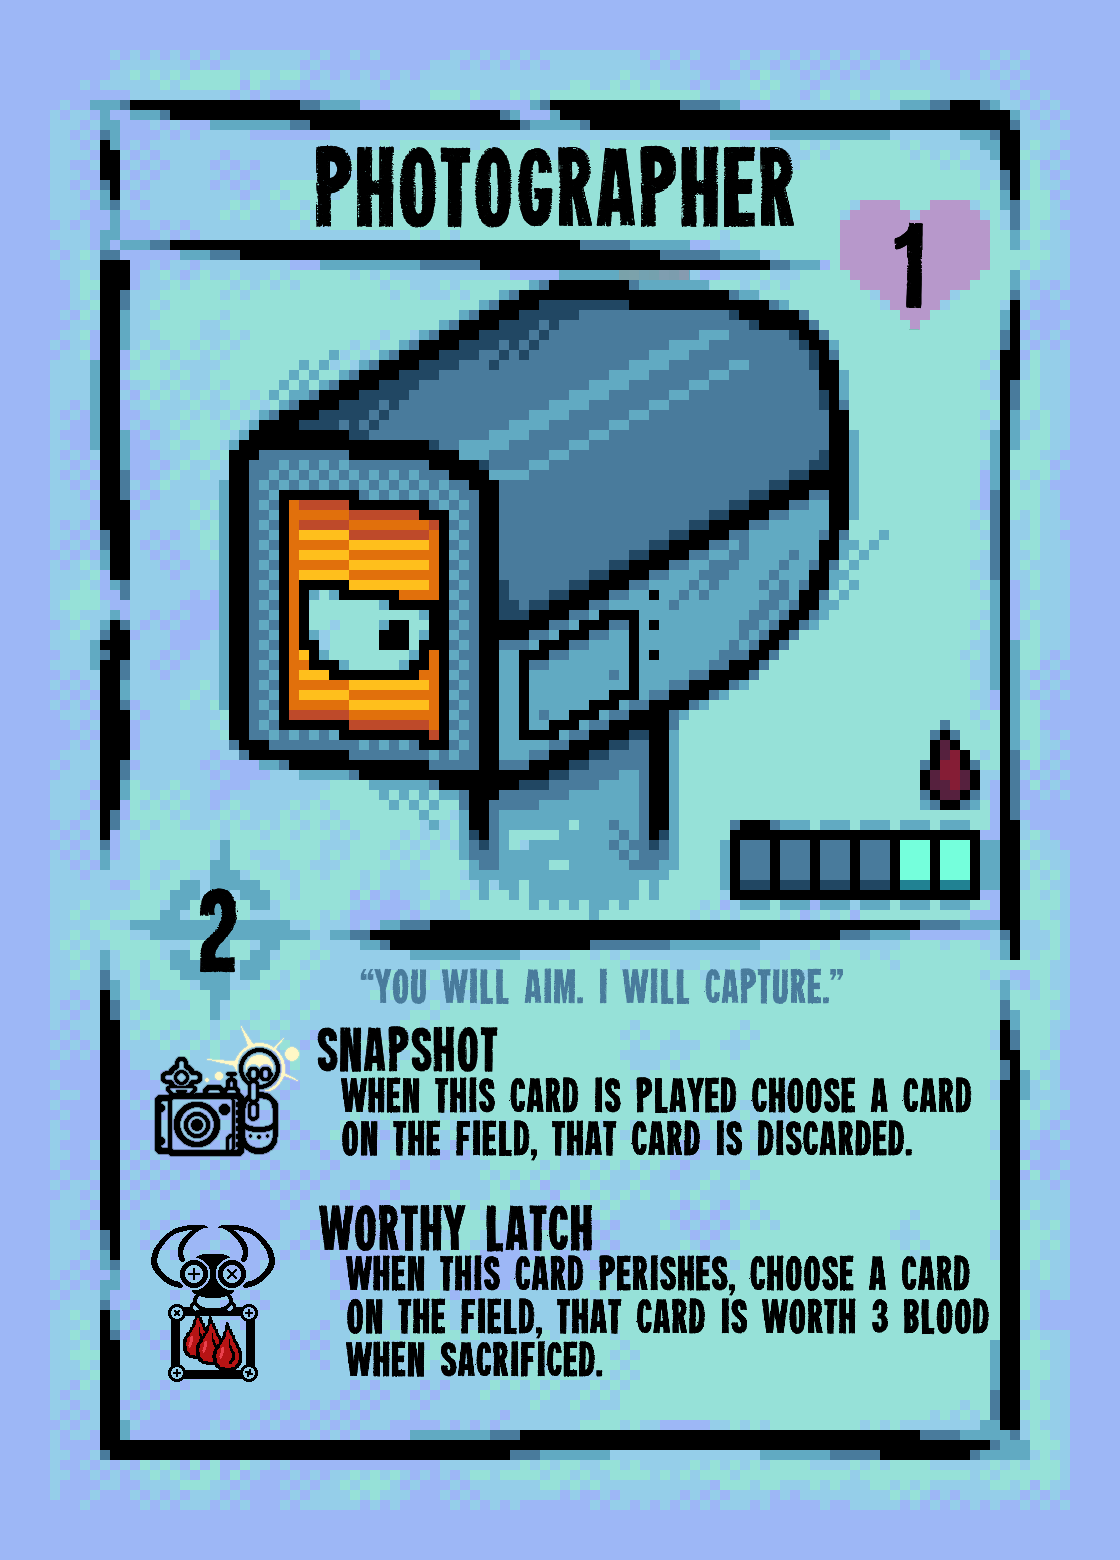 PHOTOGRAPHER
1
2
“YOU WILL AIM. I WILL CAPTURE.”
SNAPSHOT
WHEN THIS CARD IS PLAYED CHOOSE A CARD
ON THE FIELD, THAT CARD IS DISCARDED.
WORTHY LATCH
WHEN THIS CARD PERISHES, CHOOSE A CARD
ON THE FIELD, THAT CARD IS WORTH 3 BLOOD
WHEN SACRIFICED.